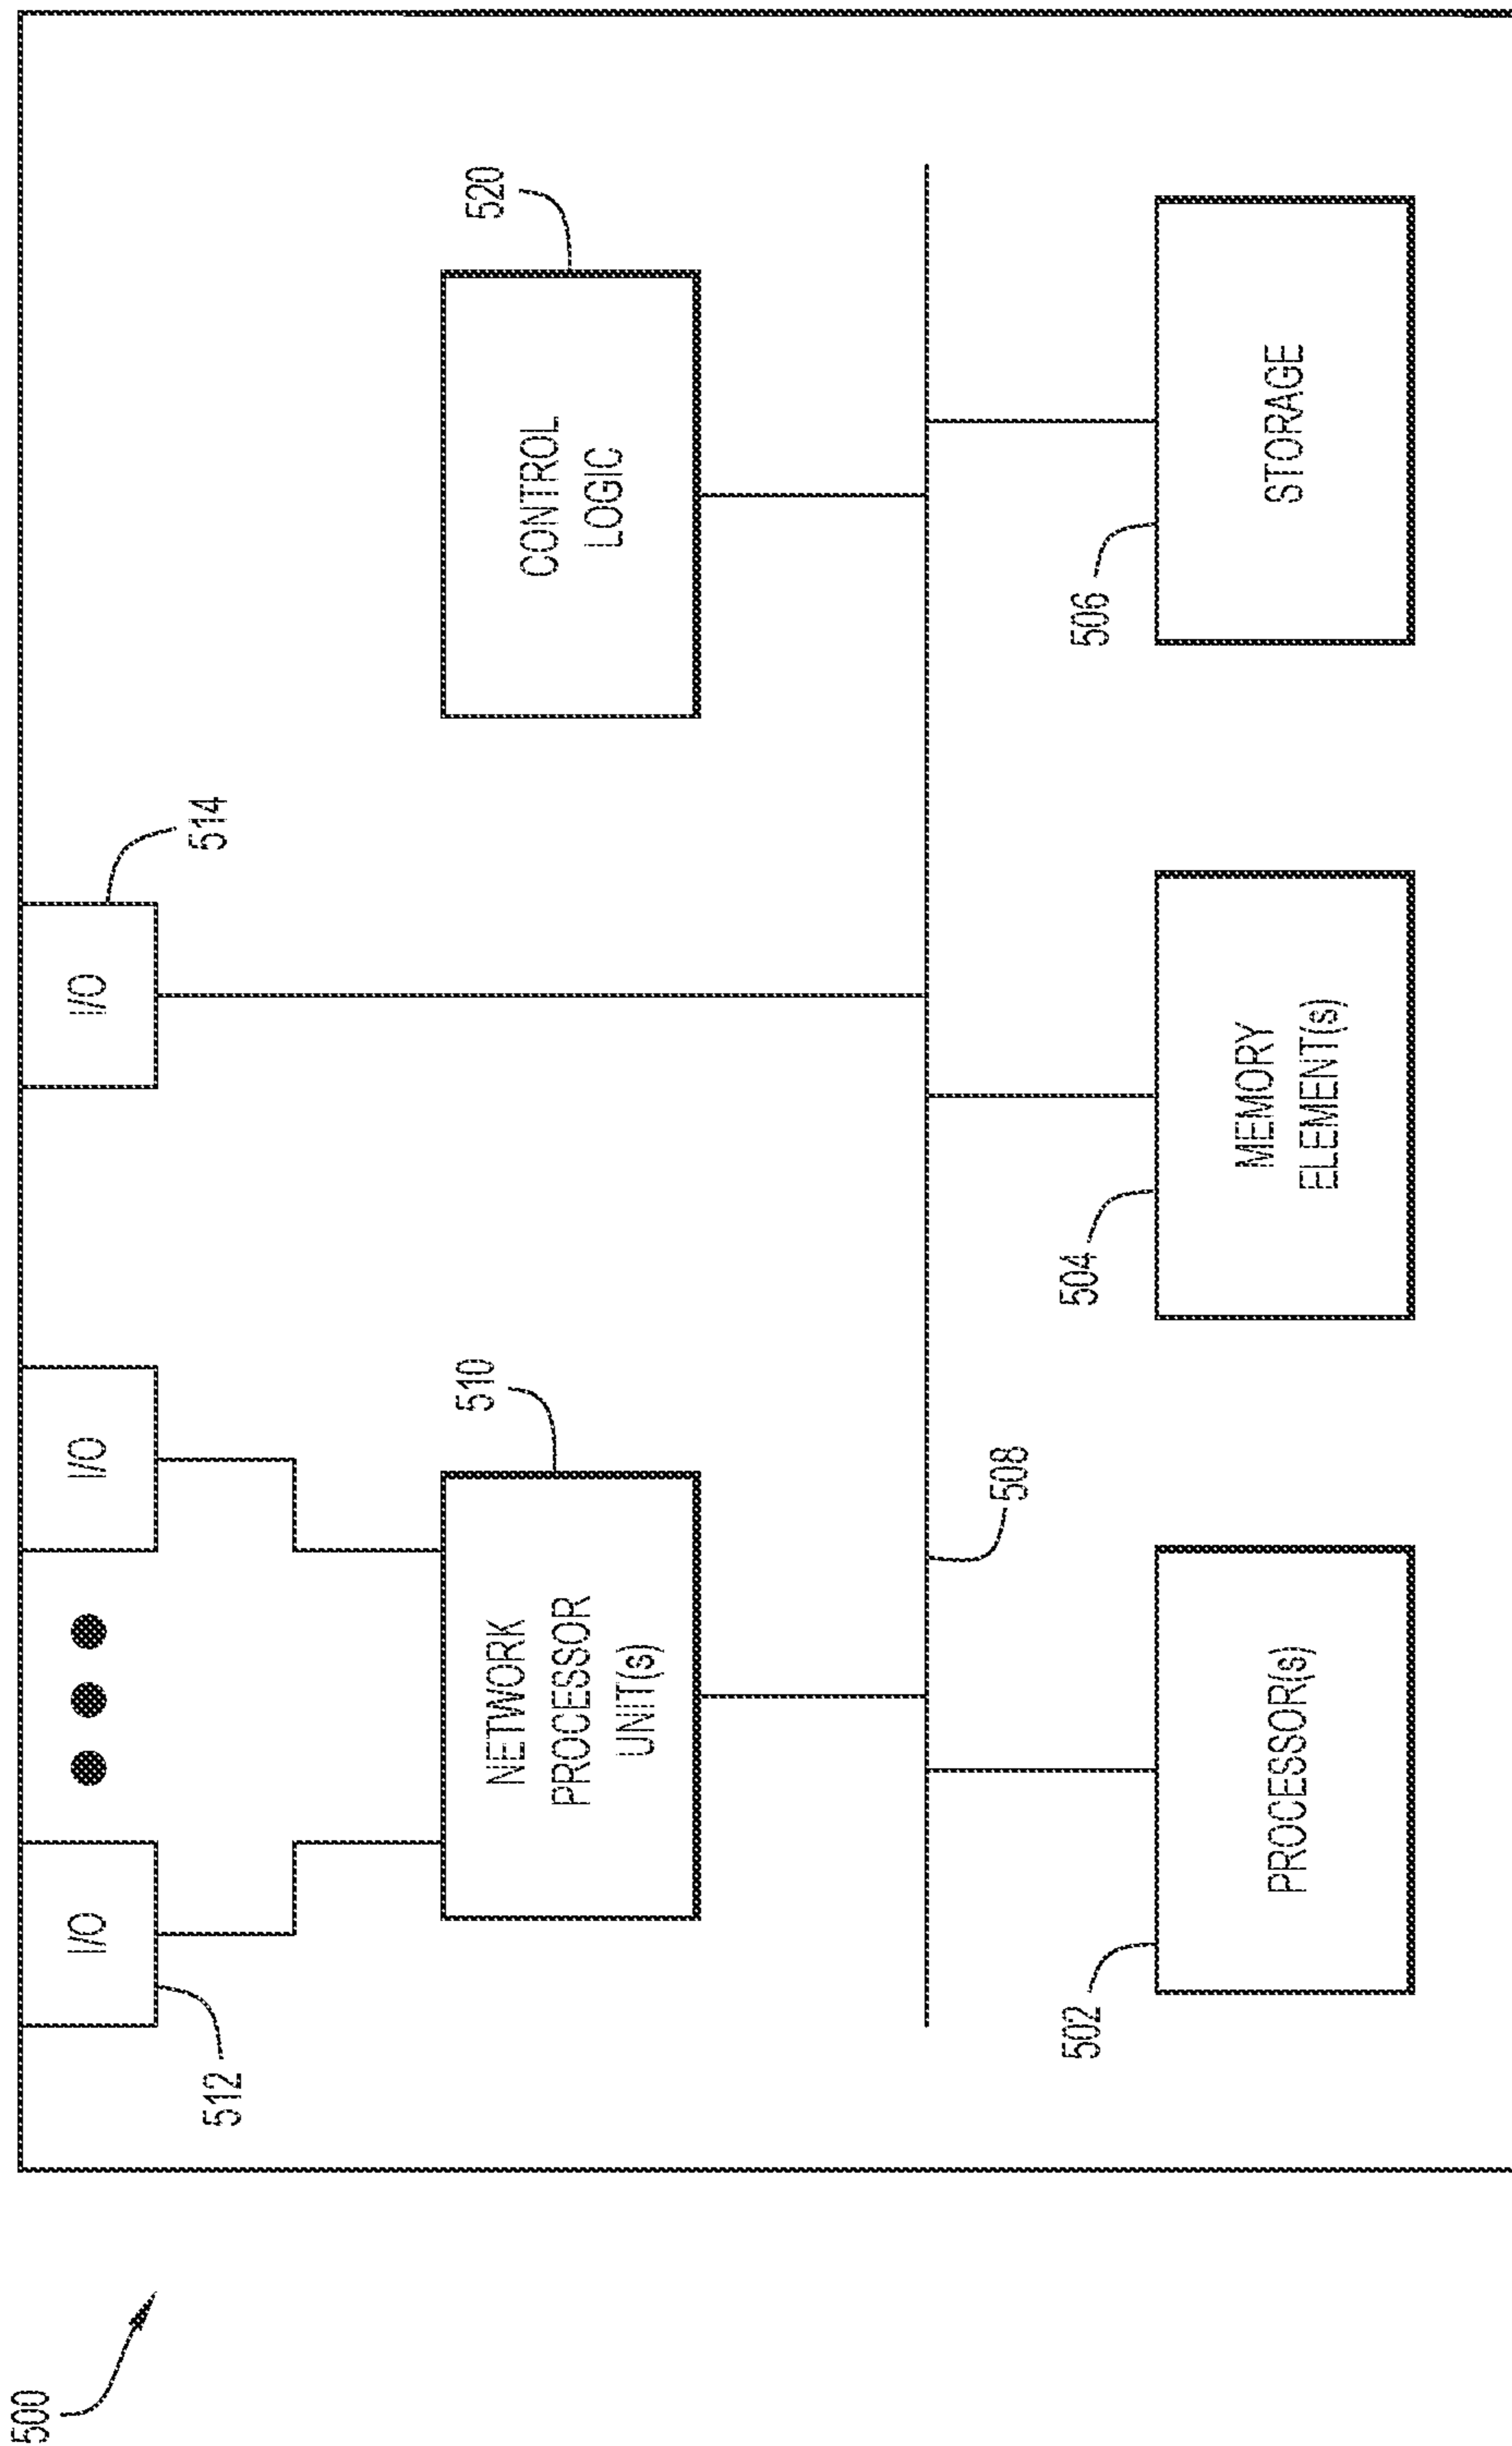 500
512
I/O
I/O
I/O
514
NETWORK
PROCESSOR
UNIT(s)
510
CONTROL
LOGIC
520
508
502
PROCESSOR(s)
504
MEMORY
ELEMENT(s)
506
STORAGE